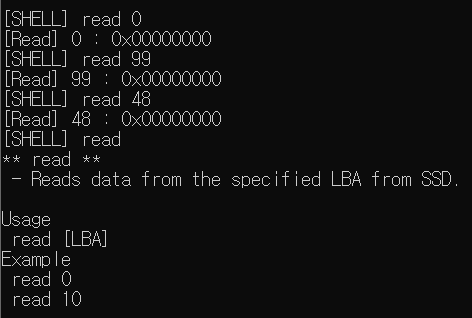 [SHELL] read 0
[Read] 0 : 0x00000000
[SHELL] read 99
[Read] 99 : 0x00000000
[SHELL] read 48
[Read] 48 : 0x00000000
[SHELL] read
** read **
 - Reads data from the specified LBA from SSD.

Usage
 read [LBA]
Example
 read 0
 read 10